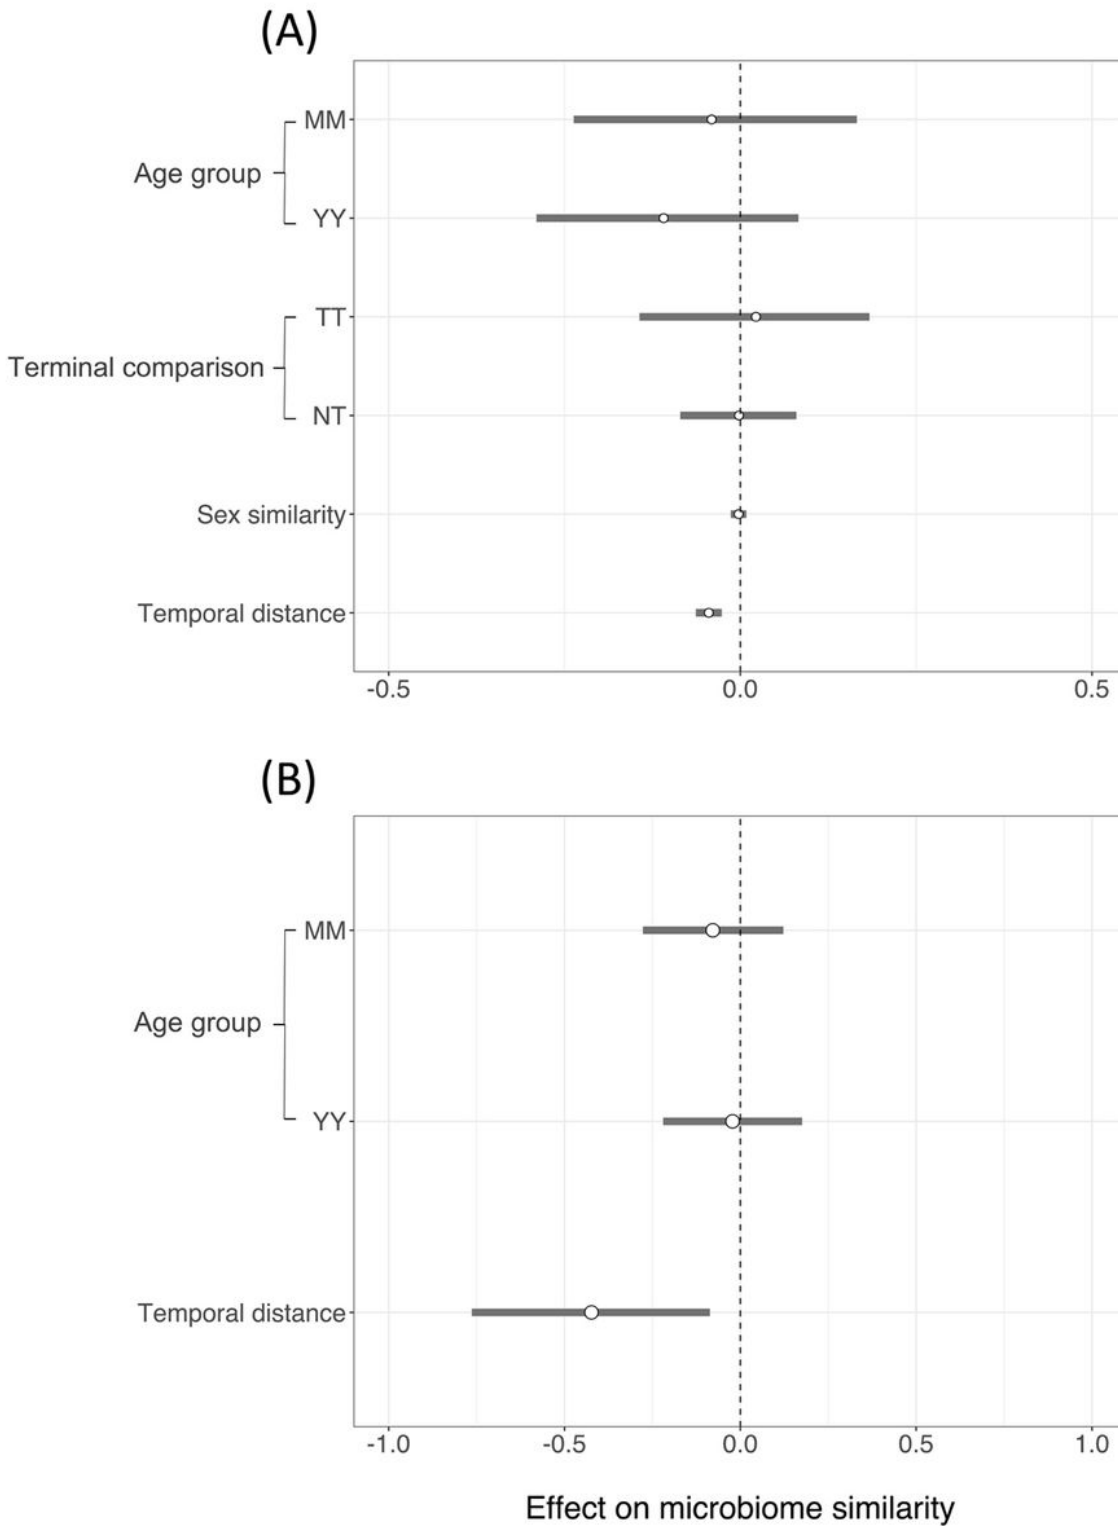 (A)
MM
Age group
YY
TT
Terminal comparison
NT
Sex similarity
Temporal distance
-0.5 0.0 0.5
(B)
MM
Age group
YY
Temporal distance
-1.0 -0.5 0.0 0.5 1.0
Effect on microbiome similarity